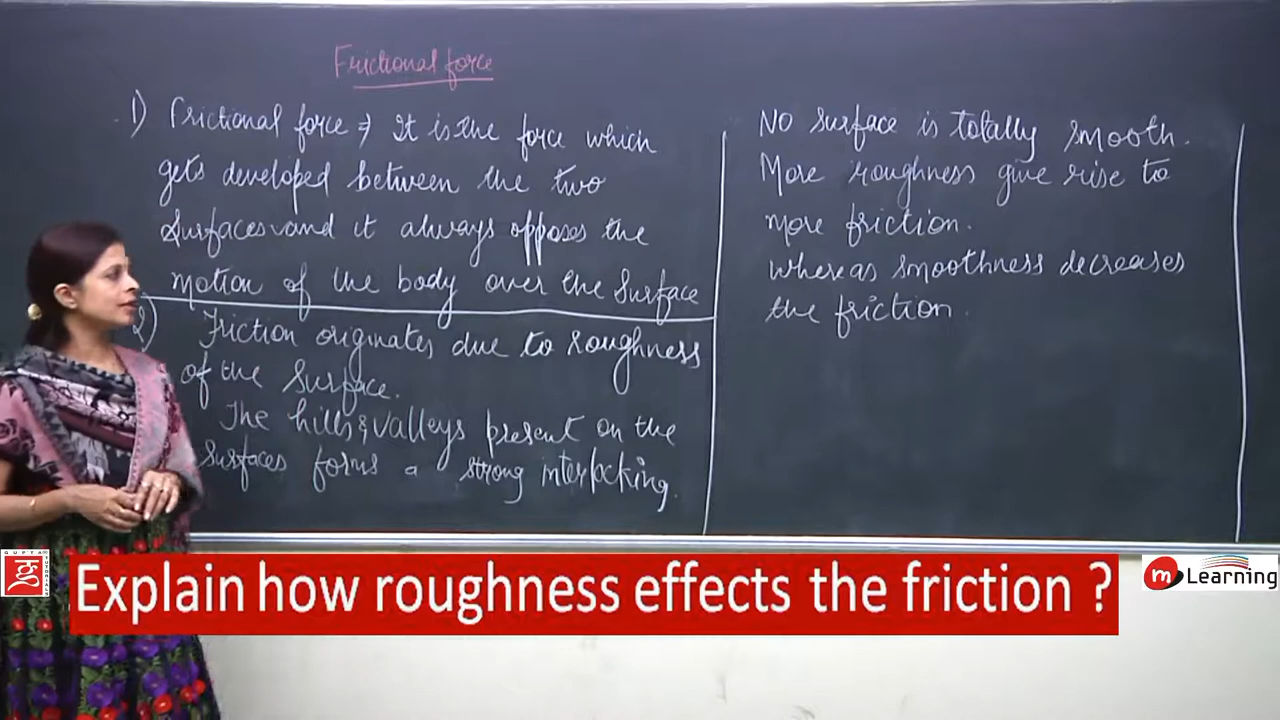 Frictional force
1) Frictional force ⇒ It is the force which
gets developed between the two
surfaces and it always opposes the
motion of the body over the surface
2) Friction originates due to roughness
of the surface.
The hills & valleys present on the
surfaces forms a strong interlocking.
No surface is totally smooth.
More roughness give rise to
more friction.
Whereas smoothness decreases
the friction.
GUPTA
TUTORIALS
Explain how roughness effects the friction ?
m Learning